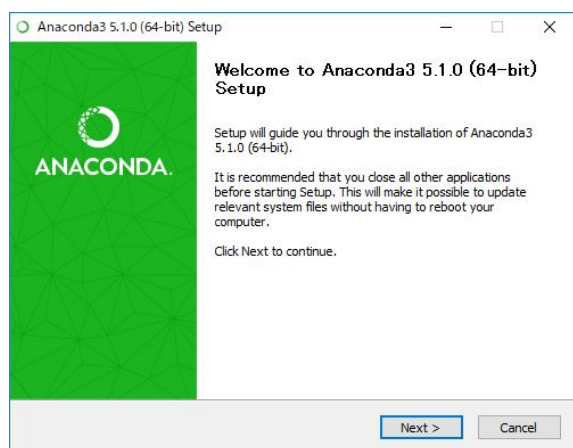 Anaconda3 5.1.0 (64-bit) Setup
Welcome to Anaconda3 5.1.0 (64-bit)
Setup
ANACONDA.
Setup will guide you through the installation of Anaconda3
5.1.0 (64-bit).
It is recommended that you close all other applications
before starting Setup. This will make it possible to update
relevant system files without having to reboot your
computer.
Click Next to continue.
Next >
Cancel